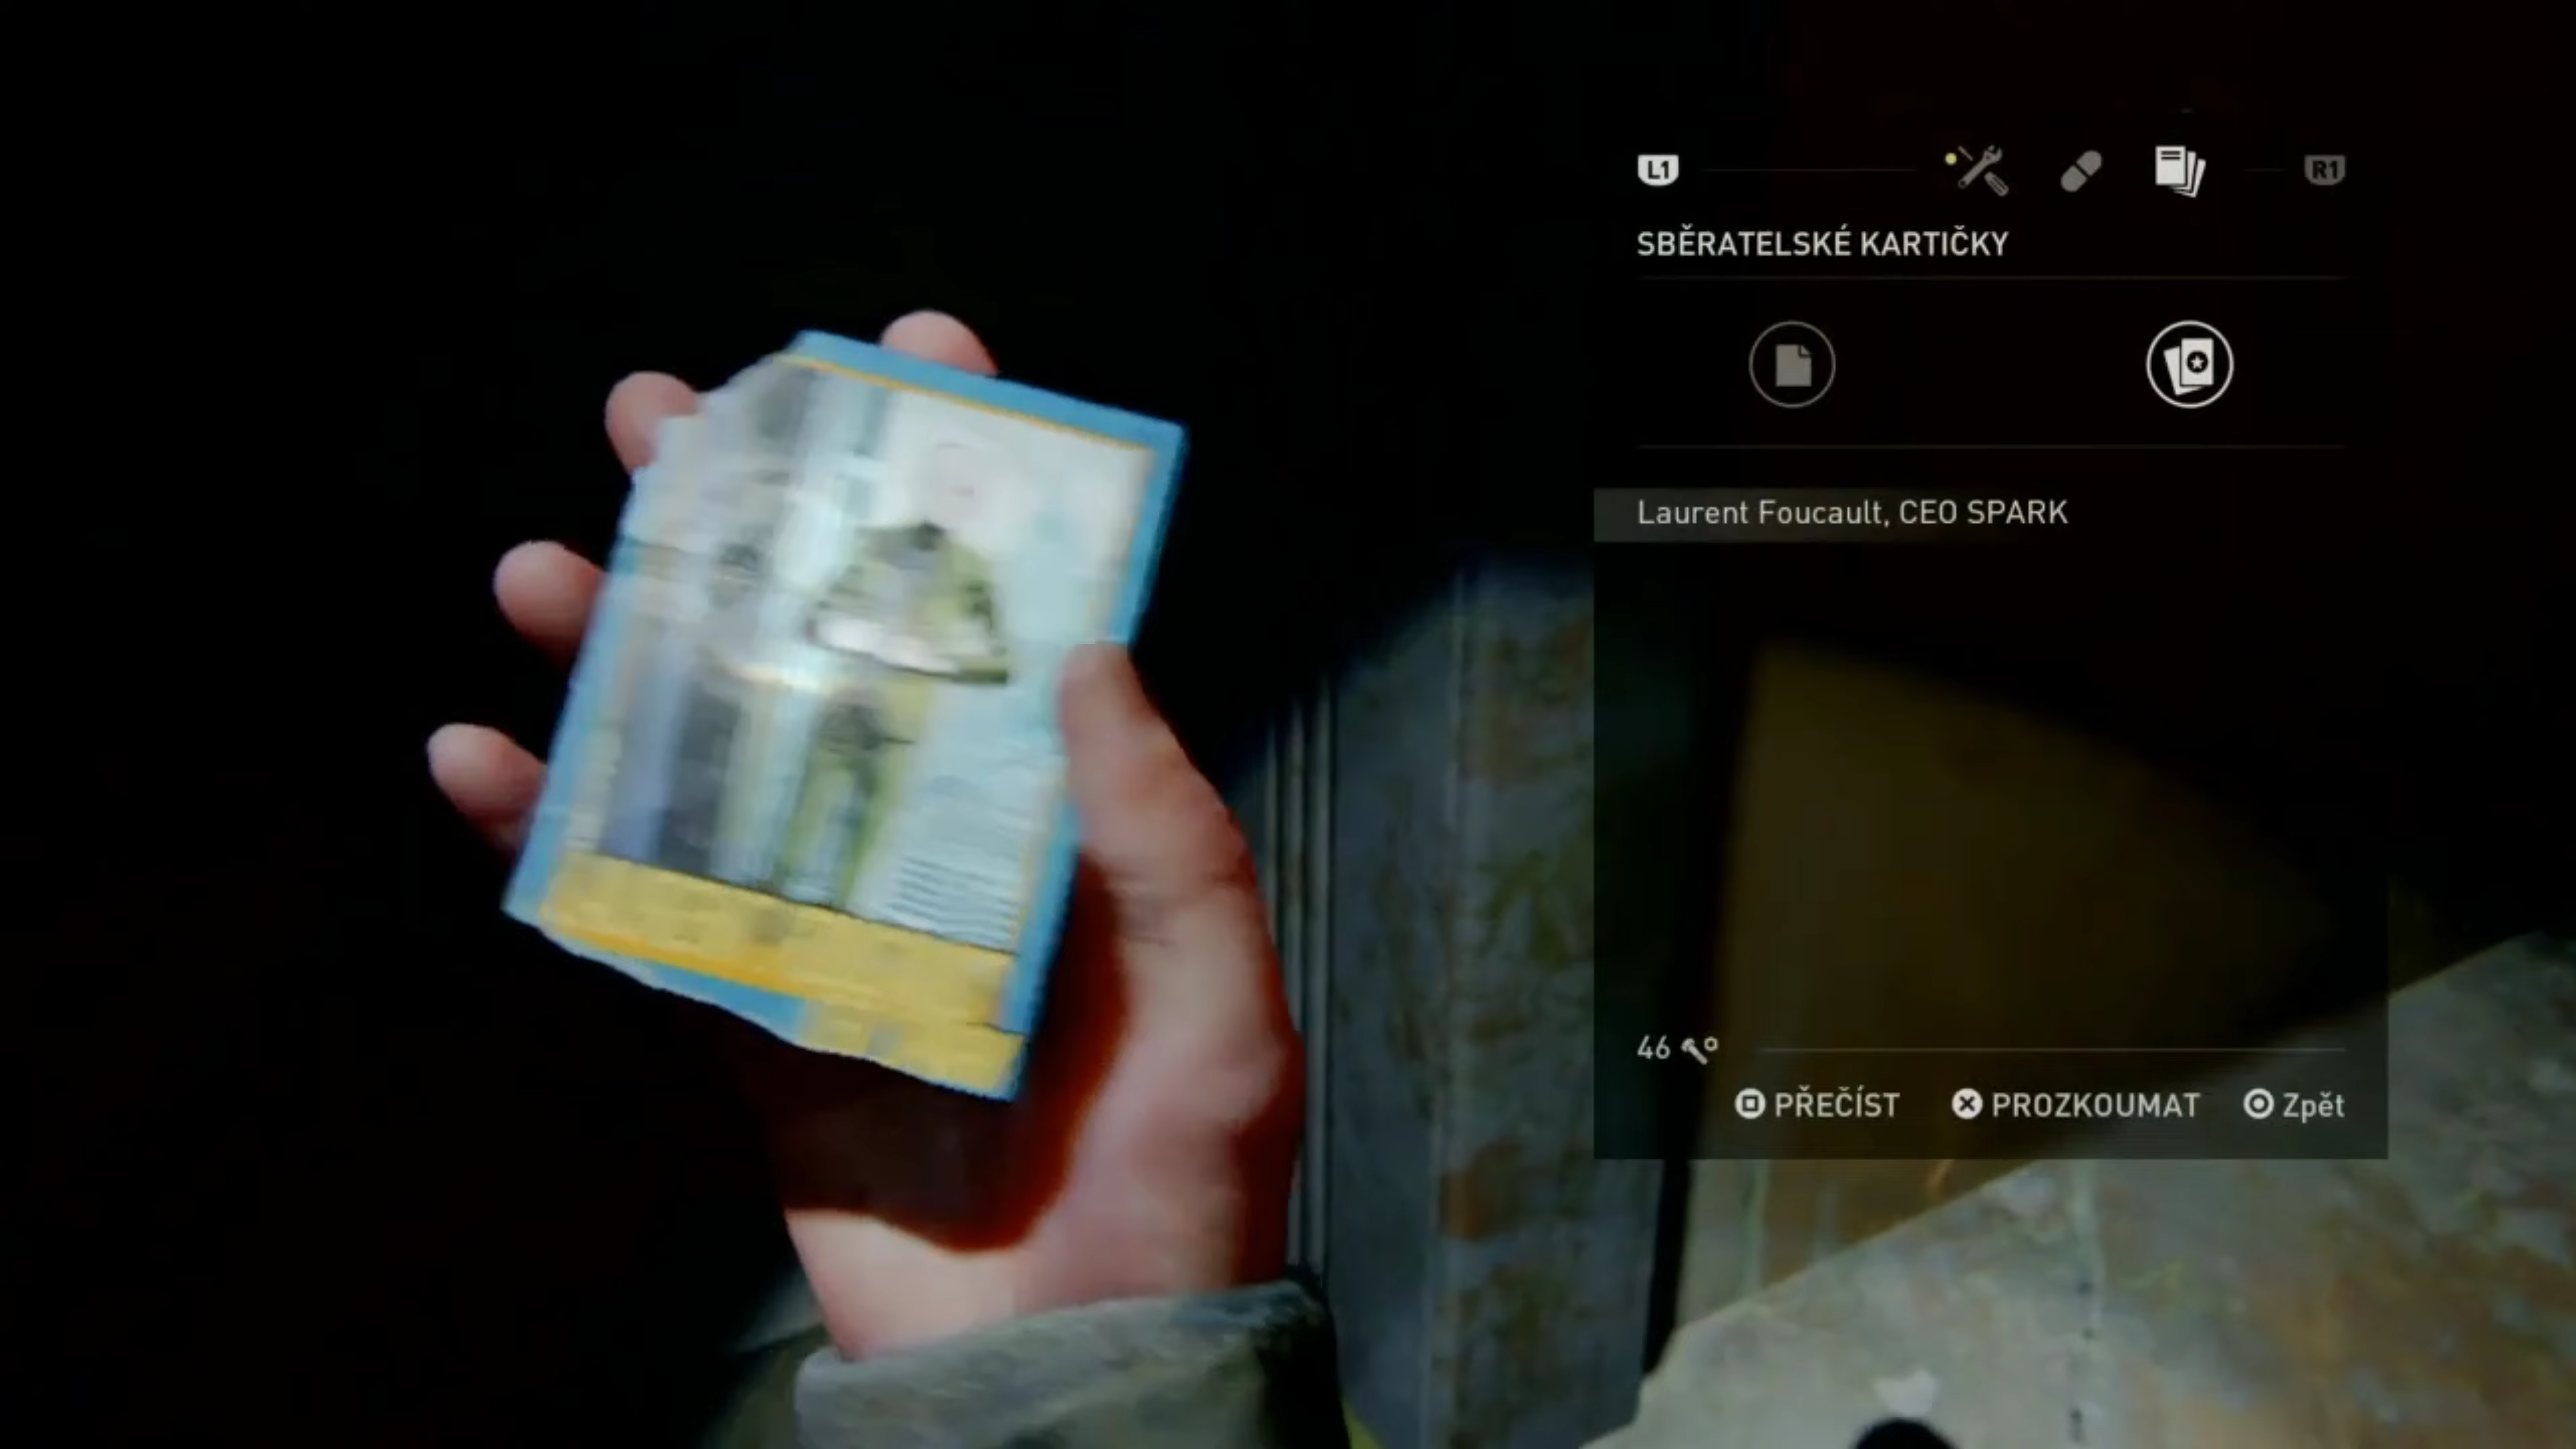 L1 R1
SBĚRATELSKÉ KARTIČKY
Laurent Foucault, CEO SPARK
46
PŘEČÍST PROZKOUMAT Zpět